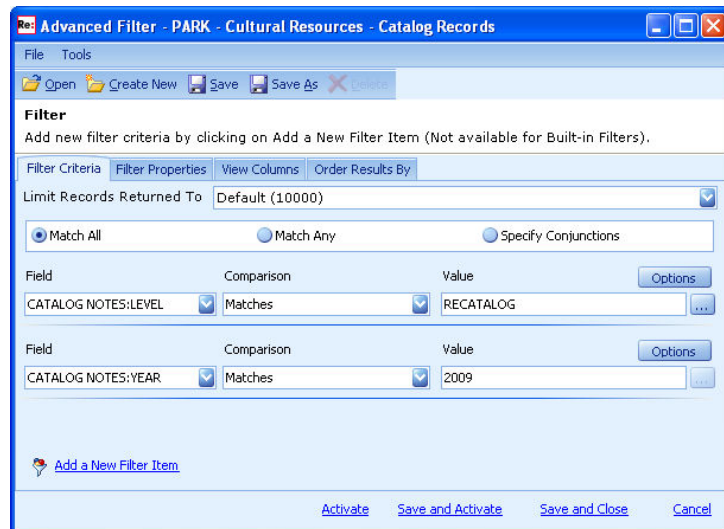 Re: Advanced Filter - PARK - Cultural Resources - Catalog Records
File Tools
Open Create New Save Save As Delete
Filter
Add new filter criteria by clicking on Add a New Filter Item (Not available for Built-in Filters).
Filter Criteria Filter Properties View Columns Order Results By
Limit Records Returned To Default (10000)
Match All Match Any Specify Conjunctions
Field Comparison Value Options
CATALOG NOTES:LEVEL Matches RECATALOG ...
Field Comparison Value Options
CATALOG NOTES:YEAR Matches 2009 ...
Add a New Filter Item
Activate Save and Activate Save and Close Cancel